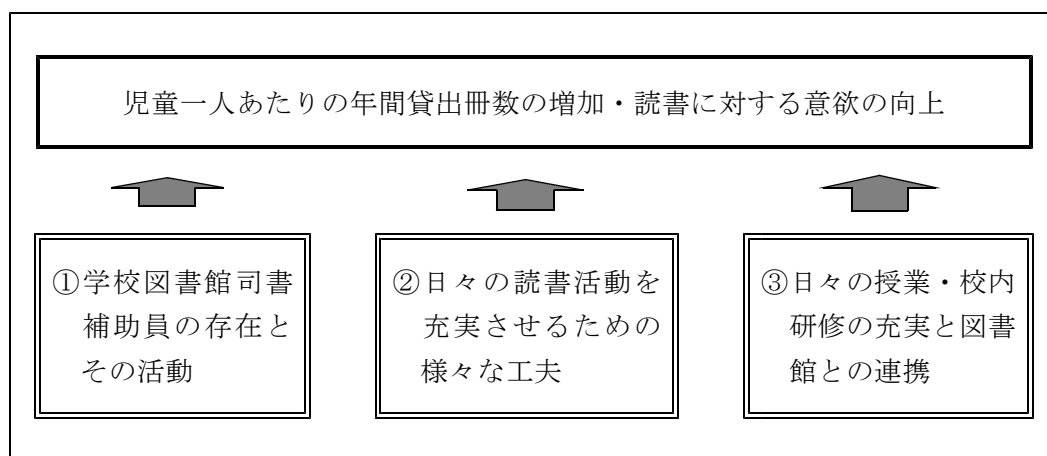 児童一人あたりの年間貸出冊数の増加・読書に対する意欲の向上
①学校図書館司書
補助員の存在と
その活動
②日々の読書活動を
充実させるための
様々な工夫
③日々の授業・校内
研修の充実と図書
館との連携